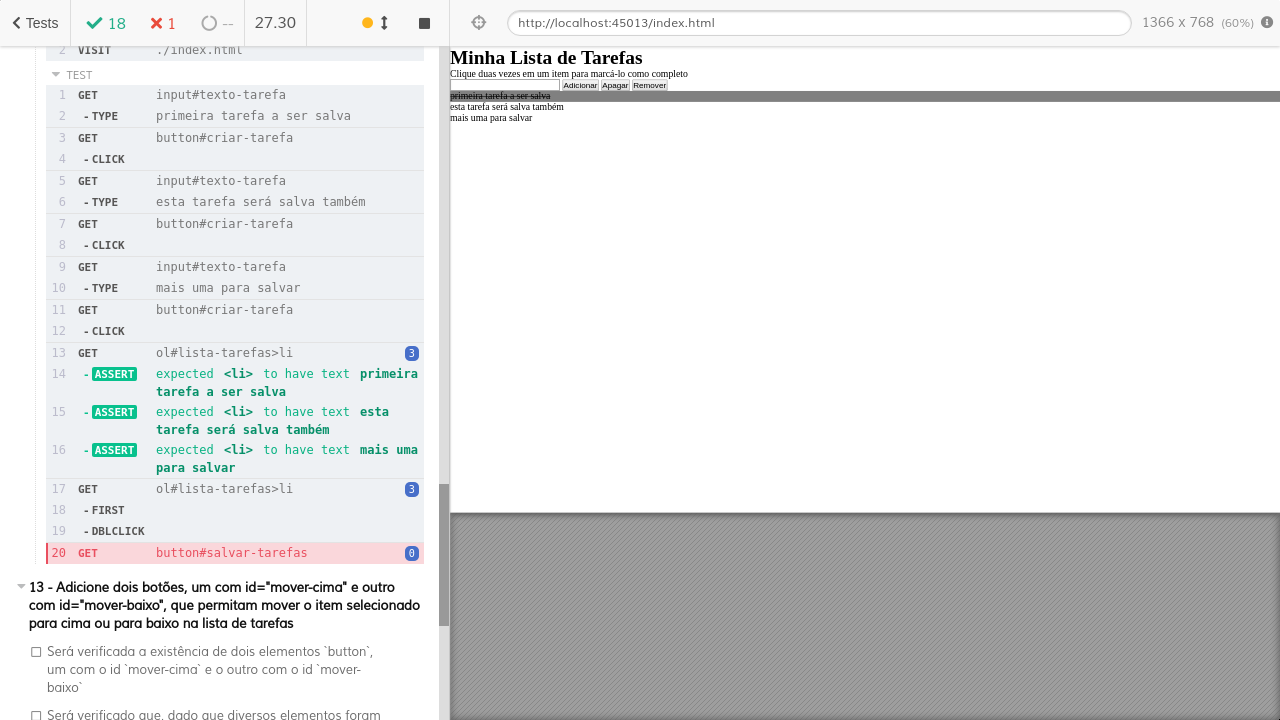 Tests
18
1
--
27.30
http://localhost:45013/index.html
1366 x 768 (60%)
2 VISIT ./index.html
TEST
1 GET input#texto-tarefa
2 -TYPE primeira tarefa a ser salva
3 GET button#criar-tarefa
4 -CLICK
5 GET input#texto-tarefa
6 -TYPE esta tarefa será salva também
7 GET button#criar-tarefa
8 -CLICK
9 GET input#texto-tarefa
10 -TYPE mais uma para salvar
11 GET button#criar-tarefa
12 -CLICK
13 GET ol#lista-tarefas>li 3
14 -ASSERT expected <li> to have text primeira
tarefa a ser salva
15 -ASSERT expected <li> to have text esta
tarefa será salva também
16 -ASSERT expected <li> to have text mais uma
para salvar
17 GET ol#lista-tarefas>li 3
18 -FIRST
19 -DBLCLICK
20 GET button#salvar-tarefas 0
13 - Adicione dois botões, um com id="mover-cima" e outro
com id="mover-baixo", que permitam mover o item selecionado
para cima ou para baixo na lista de tarefas
Será verificada a existência de dois elementos `button`,
um com o id `mover-cima` e o outro com o id `mover-
baixo`
Será verificado que, dado que diversos elementos foram
Minha Lista de Tarefas
Clique duas vezes em um item para marcá-lo como completo
Adicionar Apagar Remover
primeira tarefa a ser salva
esta tarefa será salva também
mais uma para salvar